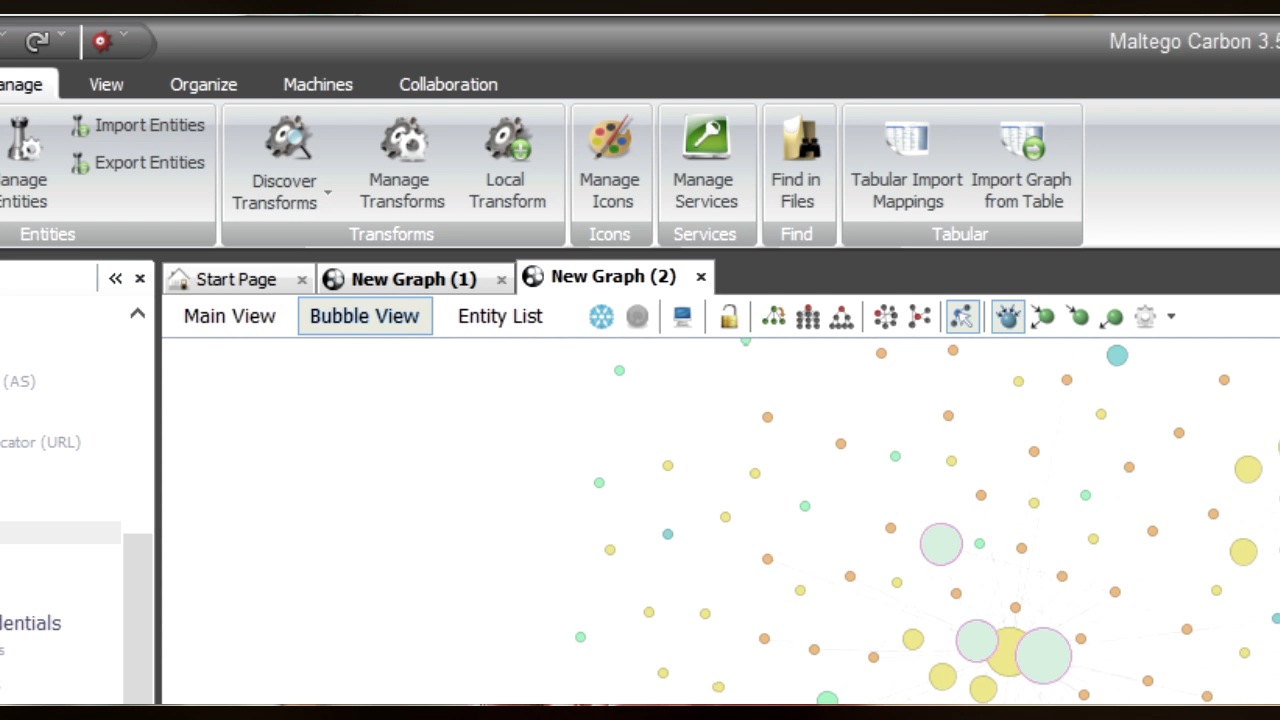 Maltego Carbon 3.5
anage View Organize Machines Collaboration
Import Entities
Export Entities
anage
Entities
Discover
Transforms
Manage
Transforms
Local
Transform
Manage
Icons
Manage
Services
Find in
Files
Tabular Import
Mappings
Import Graph
from Table
Entities Transforms Icons Services Find Tabular
Start Page New Graph (1) New Graph (2)
Main View Bubble View Entity List
(AS)
cator (URL)
dentials